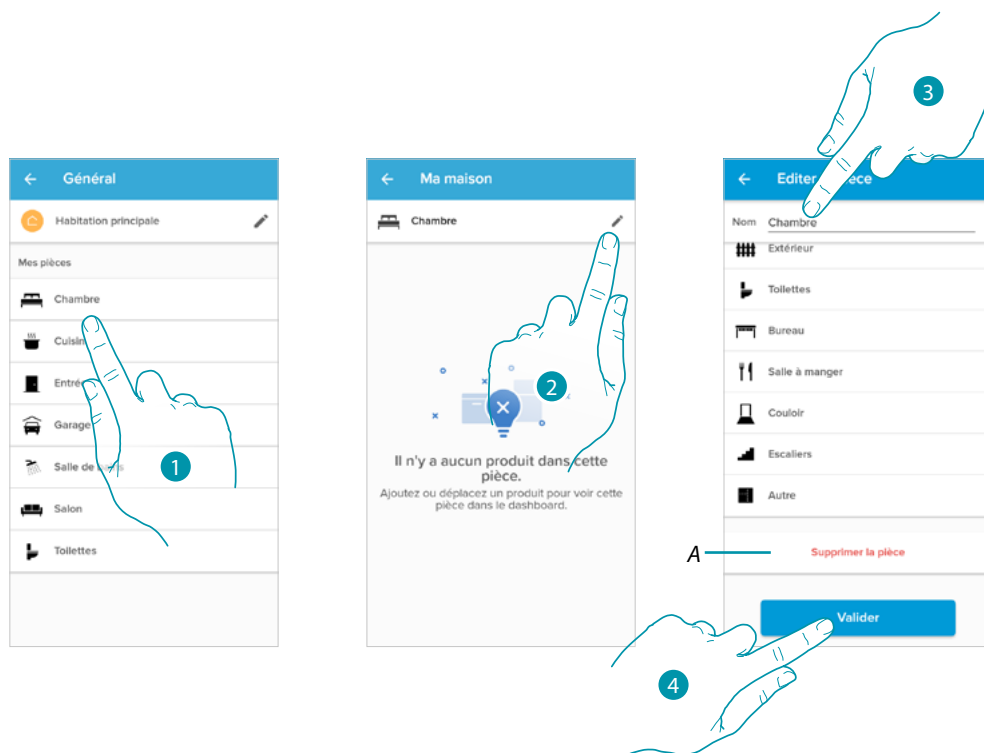 3
Général
Habitation principale
Mes pièces
Chambre
Cuisin
Entré
Garage
Salle de
Salon
Toilettes
1
Ma maison
Chambre
2
Il n'y a aucun produit dans cette
pièce.
Ajoutez ou déplacez un produit pour voir cette
pièce dans le dashboard.
Editer
Nom Chambre
Extérieur
Toilettes
Bureau
Salle à manger
Couloir
Escaliers
Autre
A
Supprimer la pièce
Valider
4